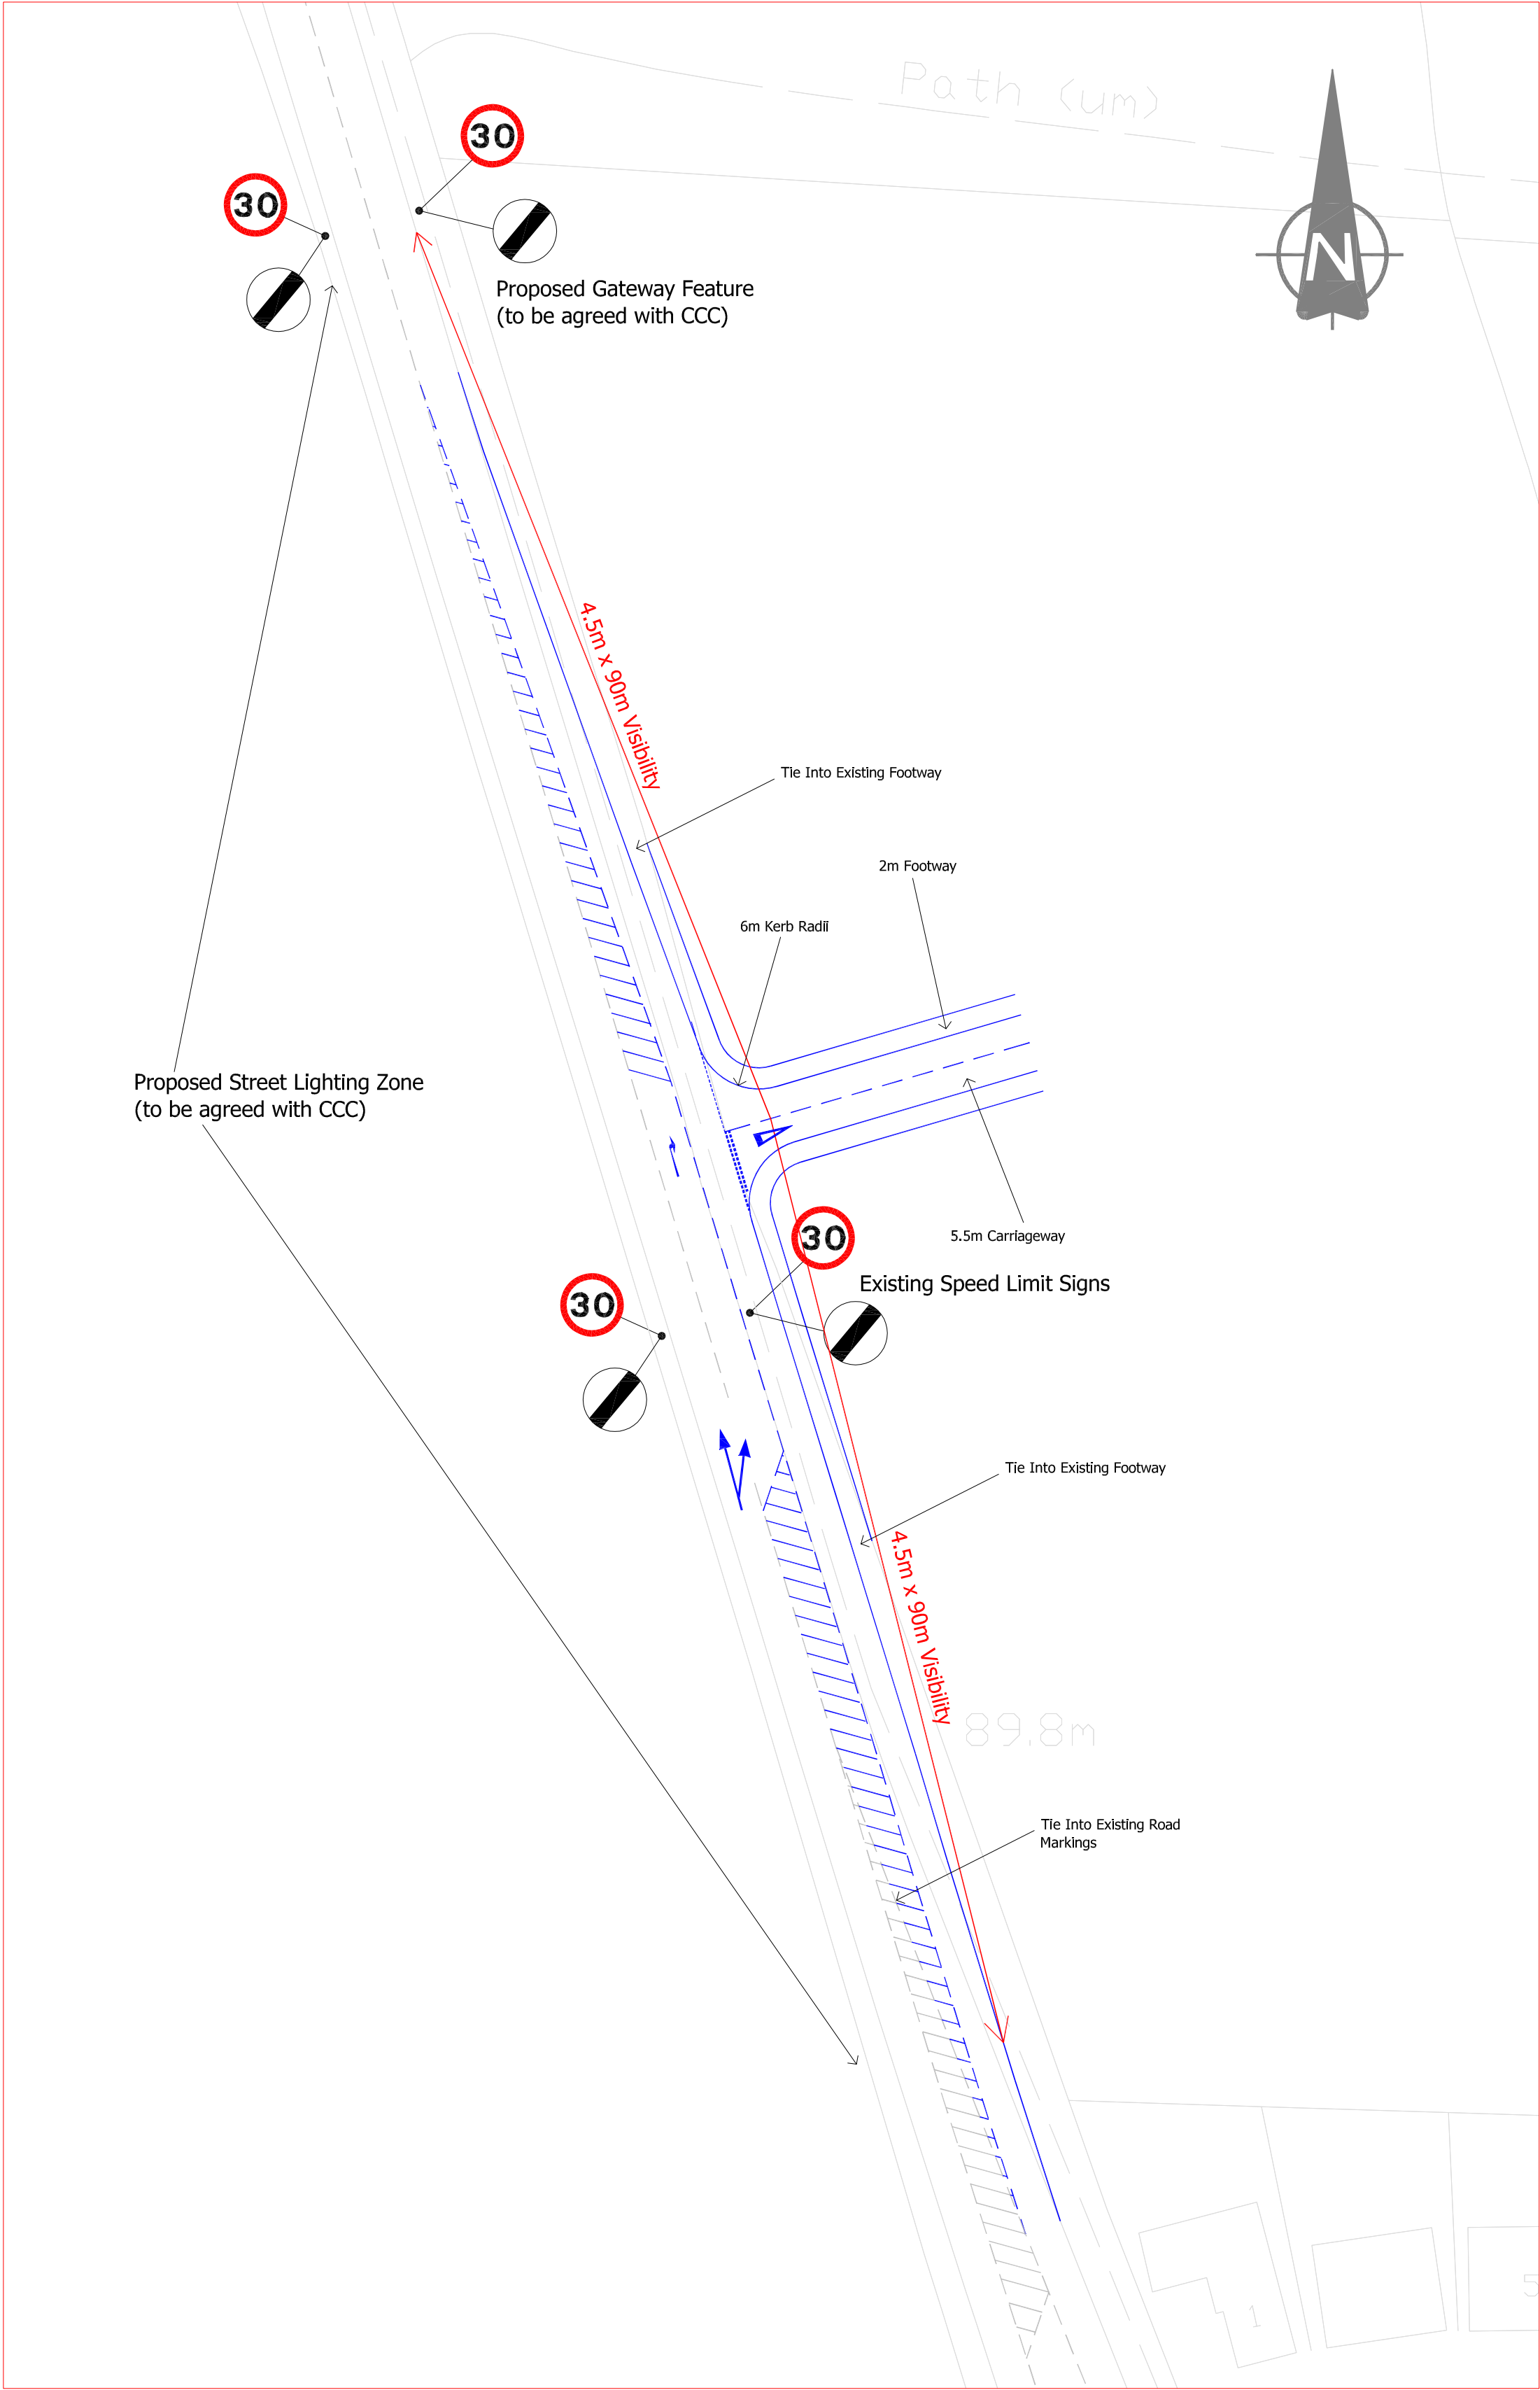 Path (um)
30
30
N
Proposed Gateway Feature
(to be agreed with CCC)
4.5m x 90m Visibility
Tie Into Existing Footway
2m Footway
6m Kerb Radii
Proposed Street Lighting Zone
(to be agreed with CCC)
30
5.5m Carriageway
Existing Speed Limit Signs
30
Tie Into Existing Footway
4.5m x 90m Visibility
89.8m
Tie Into Existing Road
Markings
5
1